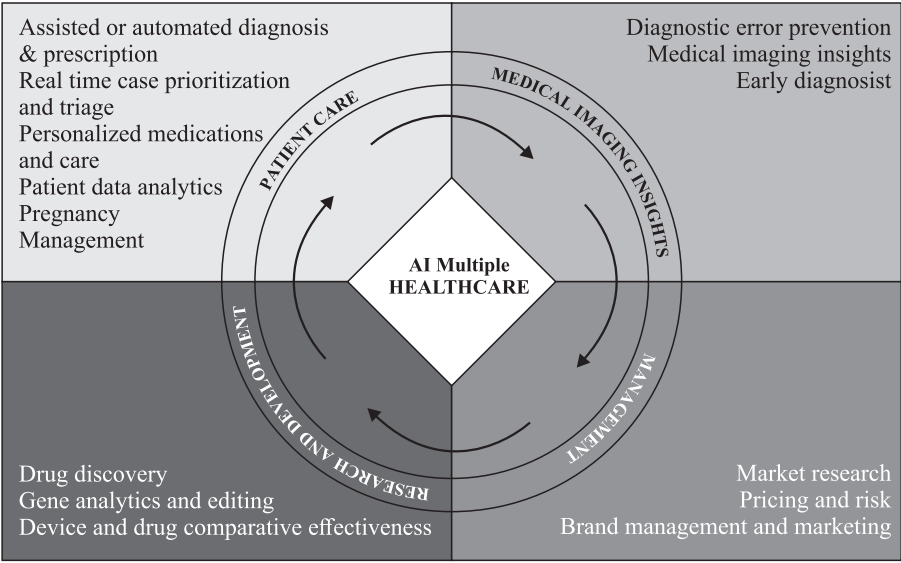 Assisted or automated diagnosis
& prescription
Real time case prioritization
and triage
Personalized medications
and care
Patient data analytics
Pregnancy
Management
Diagnostic error prevention
Medical imaging insights
Early diagnosist
PATIENT CARE
MEDICAL IMAGING INSIGHTS
AI Multiple
HEALTHCARE
RESEARCH AND DEVELOPMENT
MANAGEMENT
Drug discovery
Gene analytics and editing
Device and drug comparative effectiveness
Market research
Pricing and risk
Brand management and marketing